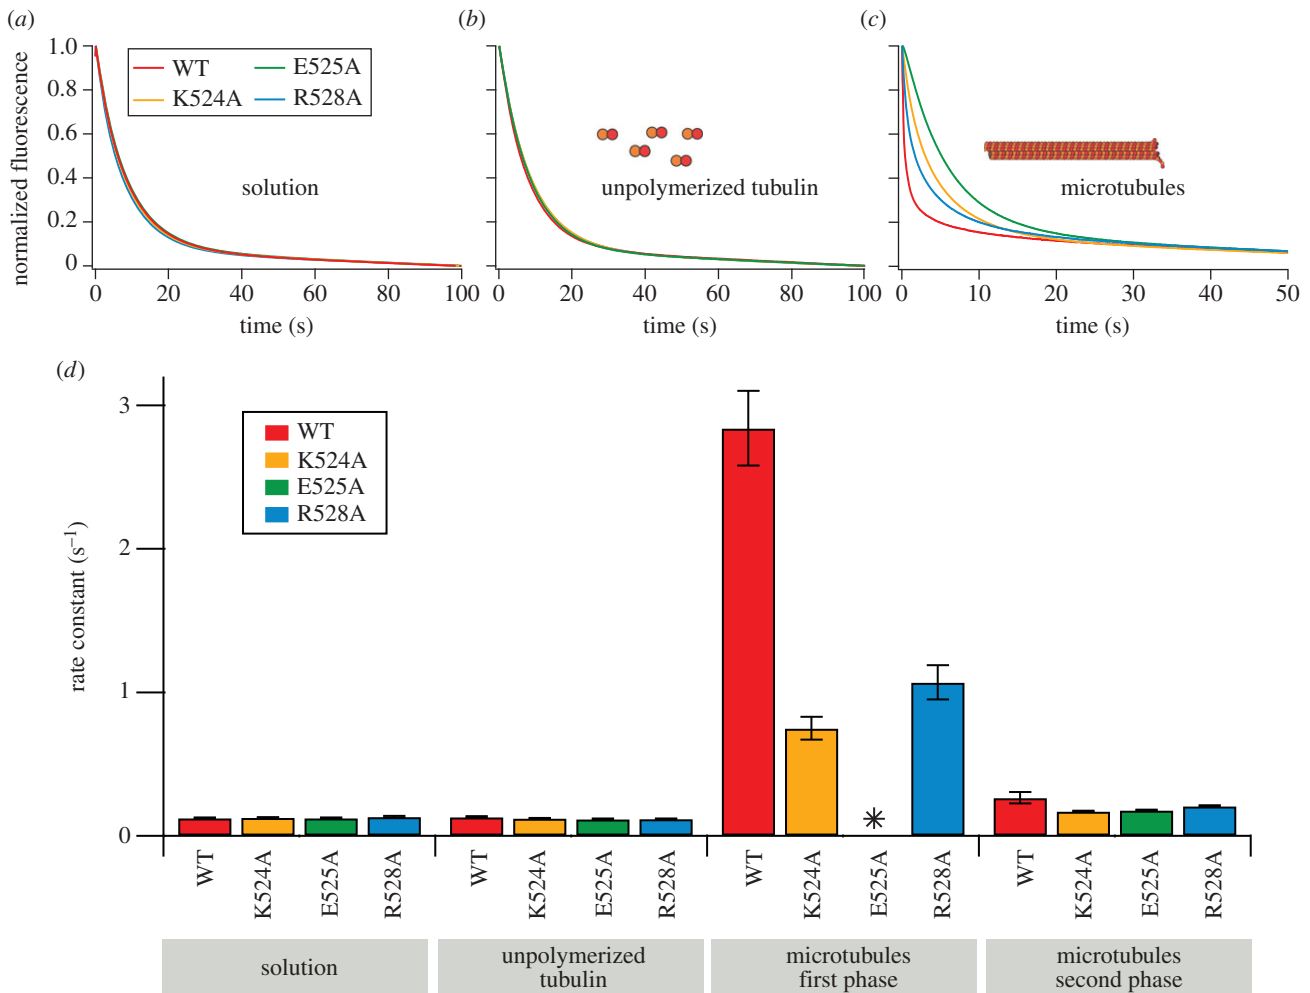 (a)
(b)
(c)
normalized fluorescence
1.0
0.8
0.6
0.4
0.2
0
WT
K524A
E525A
R528A
solution
0 20 40 60 80 100
time (s)
unpolymerized tubulin
0 20 40 60 80 100
time (s)
microtubules
0 10 20 30 40 50
time (s)
(d)
rate constant (s⁻¹)
3
2
1
0
WT
K524A
E525A
R528A
*
WT K524A E525A R528A
WT K524A E525A R528A
WT K524A E525A R528A
WT K524A E525A R528A
solution
unpolymerized
tubulin
microtubules
first phase
microtubules
second phase